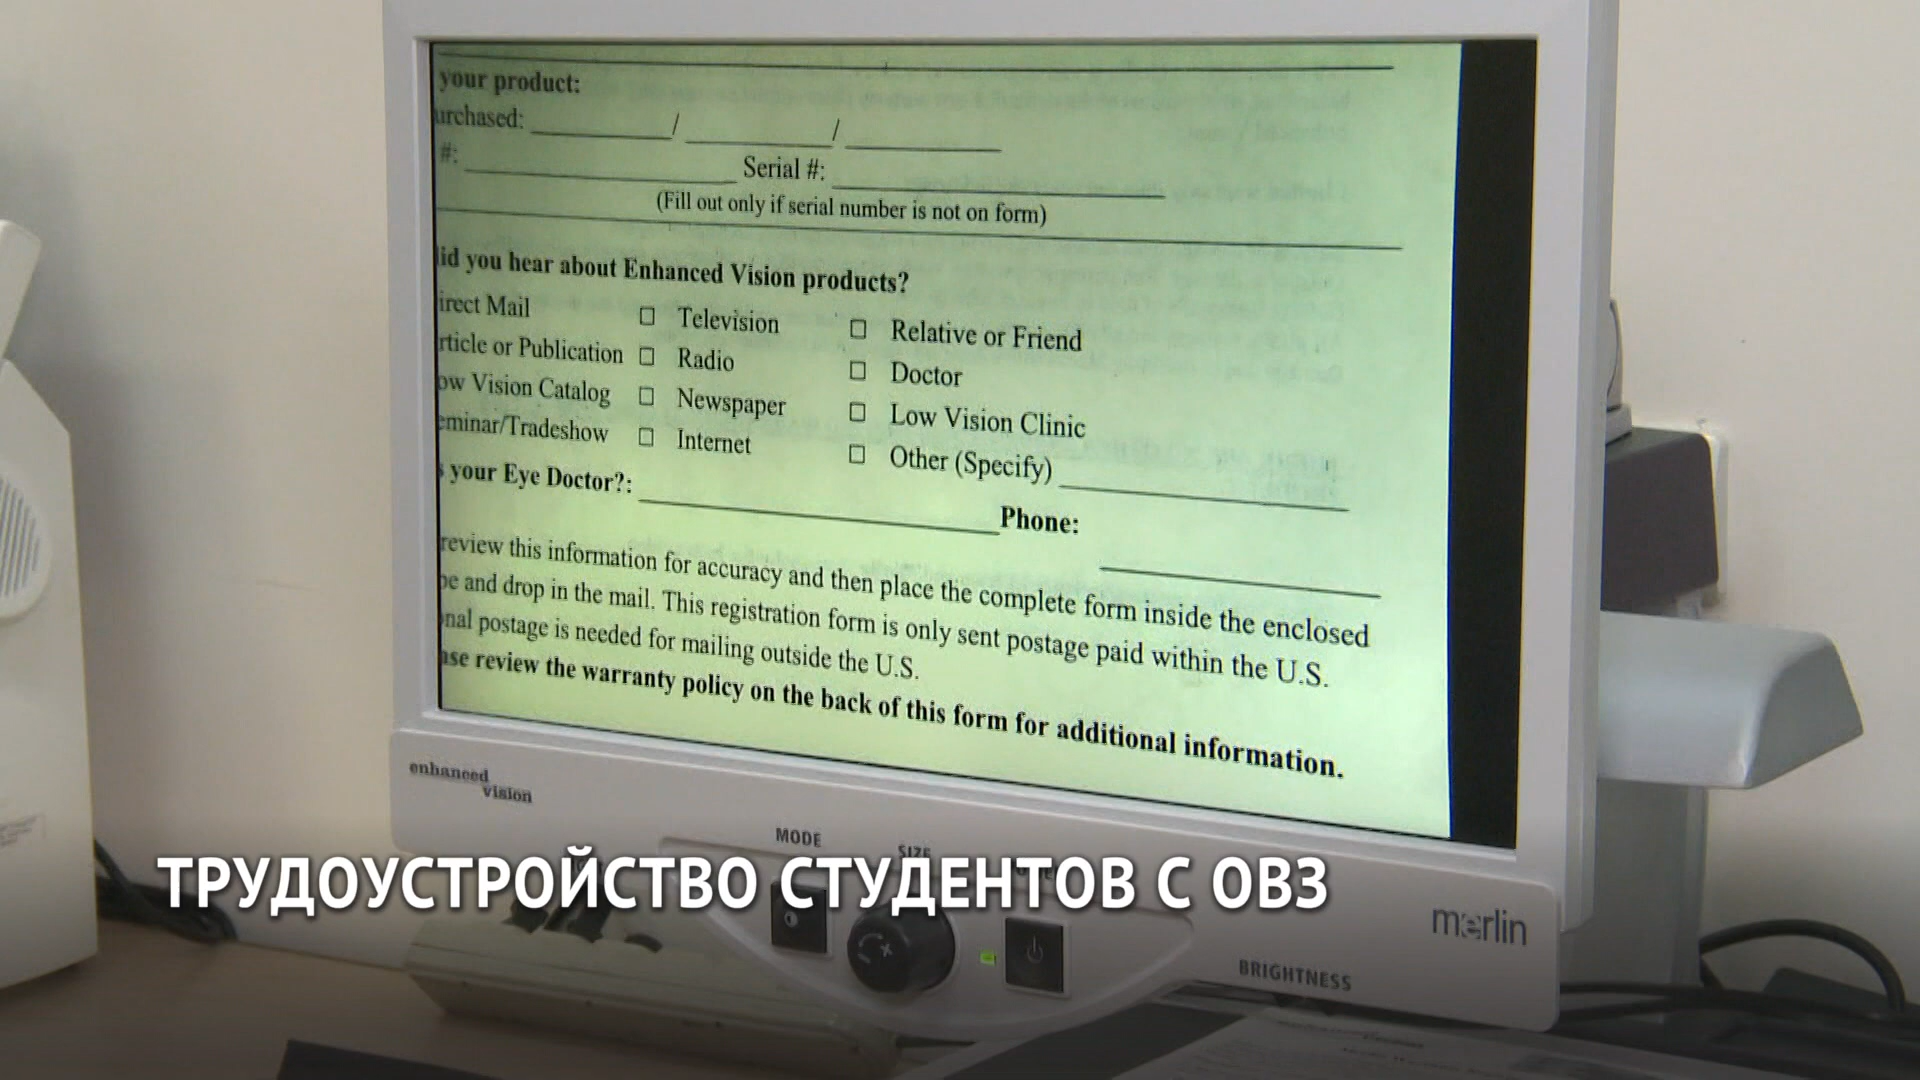 your product:
urchased: / /
#: Serial #:
(Fill out only if serial number is not on form)
id you hear about Enhanced Vision products?
irect Mail □ Television □ Relative or Friend
rticle or Publication □ Radio □ Doctor
ow Vision Catalog □ Newspaper □ Low Vision Clinic
eminar/Tradeshow □ Internet □ Other (Specify)
your Eye Doctor?: Phone:
review this information for accuracy and then place the complete form inside the enclosed
pe and drop in the mail. This registration form is only sent postage paid within the U.S.
nal postage is needed for mailing outside the U.S.
ase review the warranty policy on the back of this form for additional information.
enhanced
vision
MODE
SIZE
ТРУДОУСТРОЙСТВО СТУДЕНТОВ С ОВЗ
merlin
BRIGHTNESS